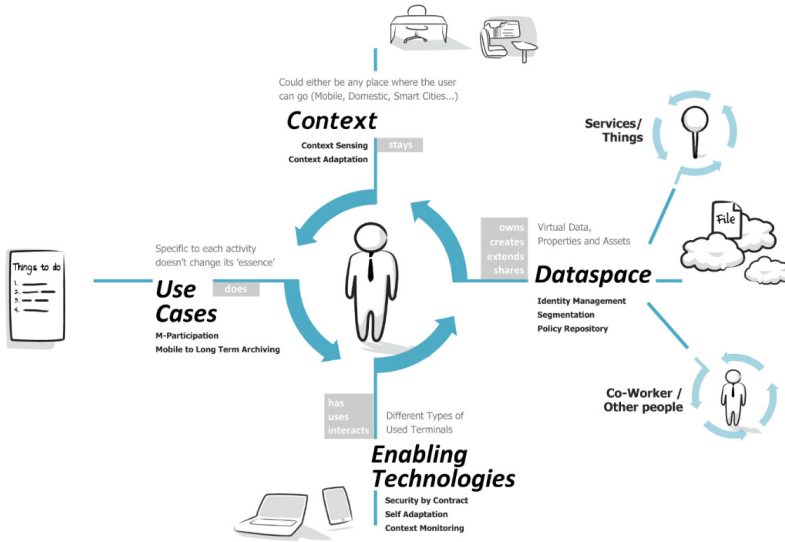 Could either be any place where the user
can go (Mobile, Domestic, Smart Cities...)
Context
Context Sensing
Context Adaptation
stays
Services/
Things
File
owns
creates
extends
shares
Virtual Data,
Properties and Assets
Dataspace
Identity Management
Segmentation
Policy Repository
Things to do
1.
2.
3.
4.
Specific to each activity
doesn't change its 'essence'
Use
Cases
does
M-Participation
Mobile to Long Term Archiving
Co-Worker /
Other people
has
uses
interacts
Different Types of
Used Terminals
Enabling
Technologies
Security by Contract
Self Adaptation
Context Monitoring